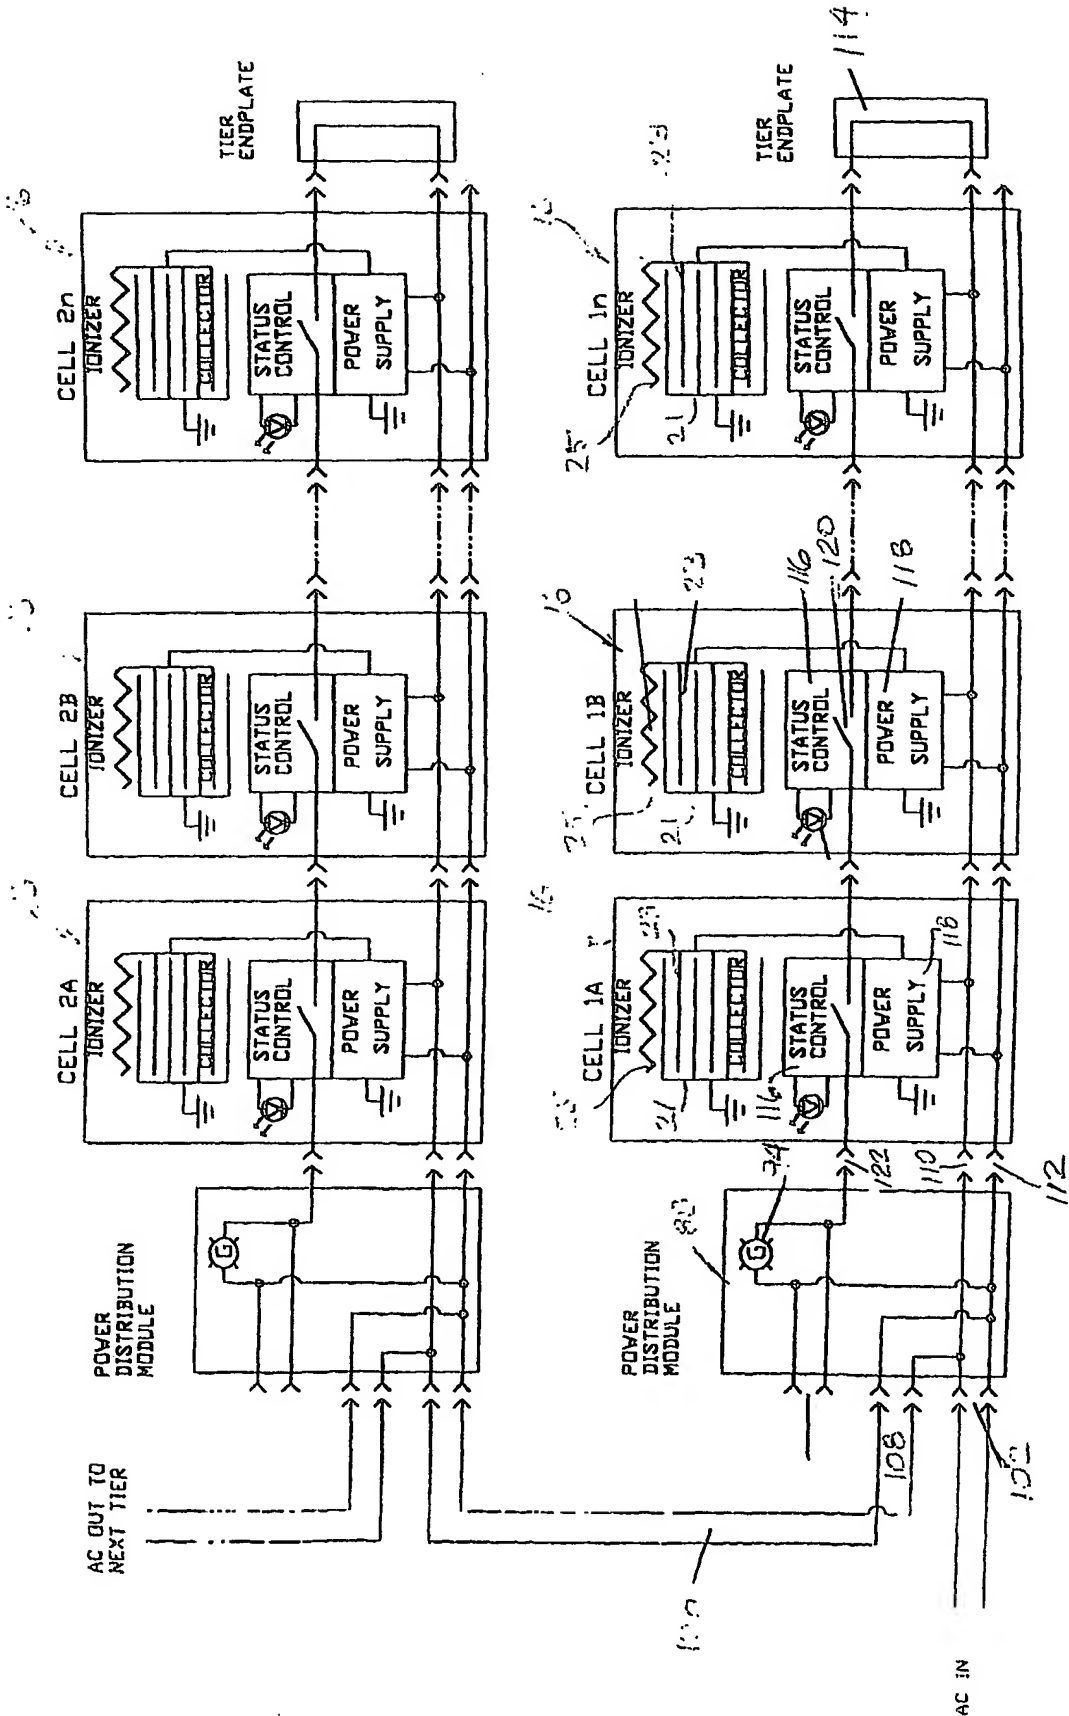 AC OUT TO
NEXT TIER
POWER
DISTRIBUTION
MODULE
G
CELL 2A
IONIZER
COLLECTOR
STATUS
CONTROL
POWER
SUPPLY
CELL 2B
IONIZER
COLLECTOR
STATUS
CONTROL
POWER
SUPPLY
CELL 2n
IONIZER
COLLECTOR
STATUS
CONTROL
POWER
SUPPLY
TIER
ENDPLATE
AC IN
102
108
POWER
DISTRIBUTION
MODULE
G
94
122
110
112
CELL 1A
IONIZER
COLLECTOR
21
STATUS
CONTROL
116
POWER
SUPPLY
118
CELL 1B
IONIZER
COLLECTOR
21
23
STATUS
CONTROL
116
120
POWER
SUPPLY
118
CELL 1n
IONIZER
COLLECTOR
25
21
STATUS
CONTROL
POWER
SUPPLY
TIER
ENDPLATE
114